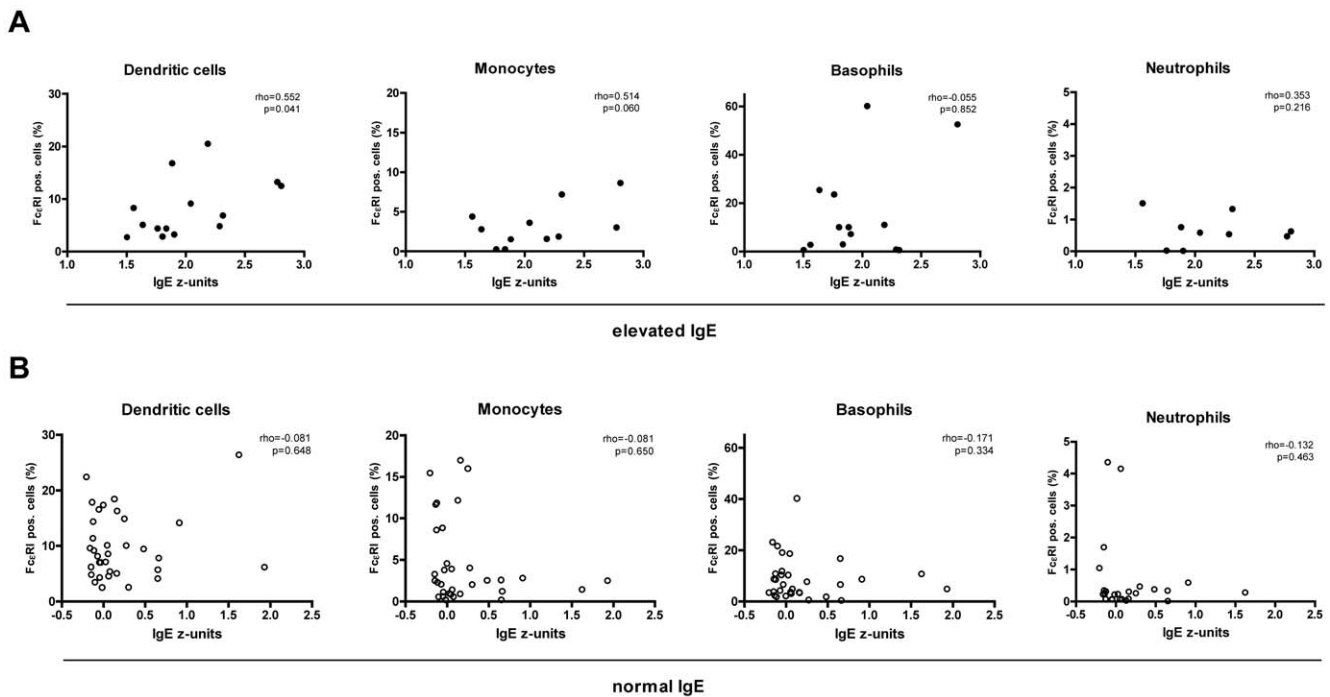 A
Dendritic cells
rho=0.552
p=0.041
FcεRI pos. cells (%)
30
20
10
0
1.0 1.5 2.0 2.5 3.0
IgE z-units
Monocytes
rho=0.514
p=0.060
FcεRI pos. cells (%)
20
15
10
5
0
1.0 1.5 2.0 2.5 3.0
IgE z-units
Basophils
rho=-0.055
p=0.852
FcεRI pos. cells (%)
60
40
20
0
1.0 1.5 2.0 2.5 3.0
IgE z-units
Neutrophils
rho=0.353
p=0.216
FcεRI pos. cells (%)
5
4
3
2
1
0
1.0 1.5 2.0 2.5 3.0
IgE z-units
elevated IgE
B
Dendritic cells
rho=-0.081
p=0.648
FcεRI pos. cells (%)
30
20
10
0
-0.5 0.0 0.5 1.0 1.5 2.0 2.5
IgE z-units
Monocytes
rho=-0.081
p=0.650
FcεRI pos. cells (%)
20
15
10
5
0
-0.5 0.0 0.5 1.0 1.5 2.0 2.5
IgE z-units
Basophils
rho=-0.171
p=0.334
FcεRI pos. cells (%)
60
40
20
0
-0.5 0.0 0.5 1.0 1.5 2.0 2.5
IgE z-units
Neutrophils
rho=-0.132
p=0.463
FcεRI pos. cells (%)
5
4
3
2
1
0
-0.5 0.0 0.5 1.0 1.5 2.0 2.5
IgE z-units
normal IgE